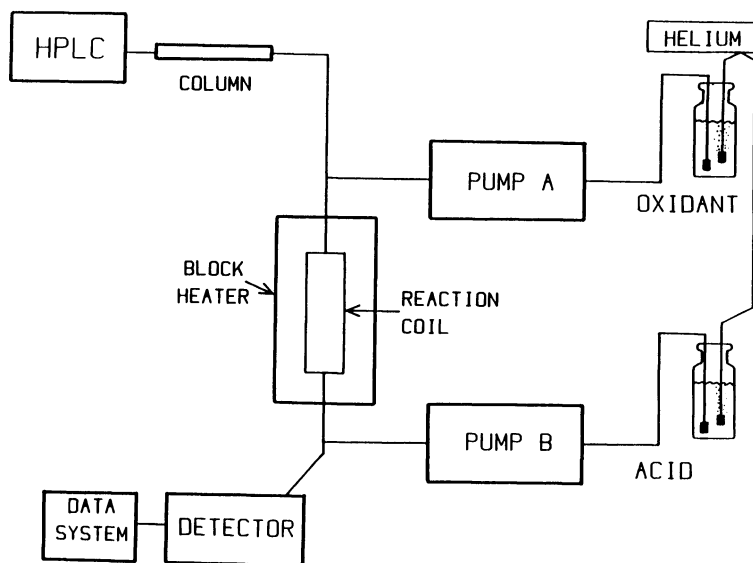 HPLC
COLUMN
HELIUM
PUMP A
OXIDANT
BLOCK
HEATER
REACTION
COIL
PUMP B
ACID
DATA
SYSTEM
DETECTOR